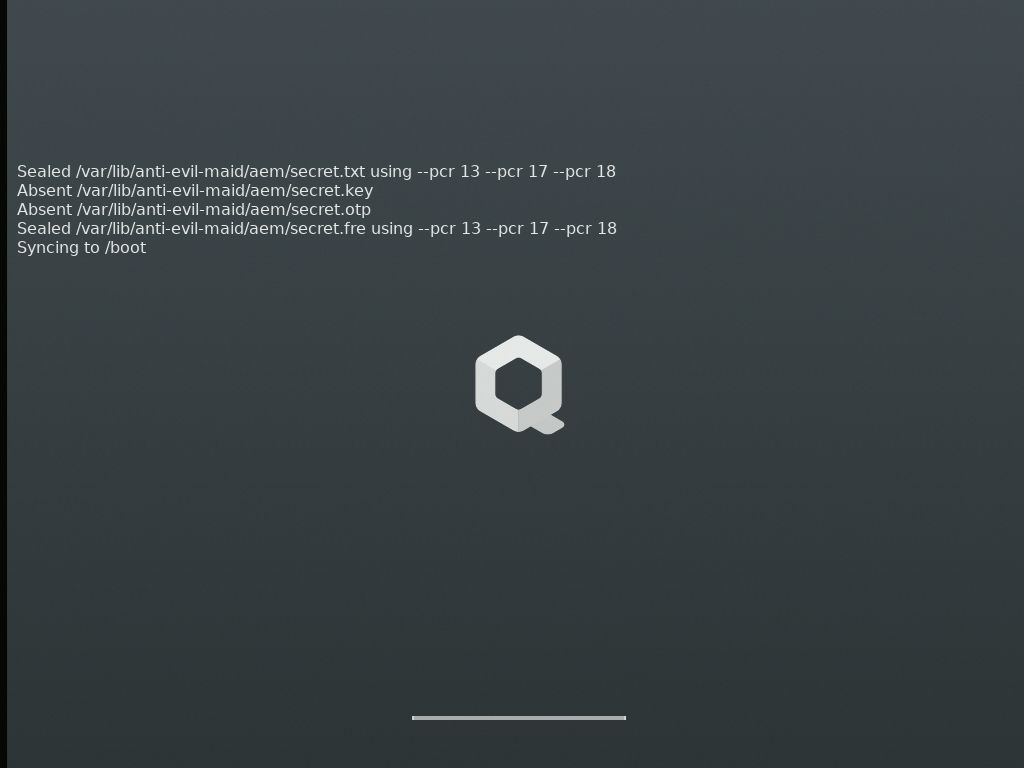 Sealed /var/lib/anti-evil-maid/aem/secret.txt using --pcr 13 --pcr 17 --pcr 18
Absent /var/lib/anti-evil-maid/aem/secret.key
Absent /var/lib/anti-evil-maid/aem/secret.otp
Sealed /var/lib/anti-evil-maid/aem/secret.fre using --pcr 13 --pcr 17 --pcr 18
Syncing to /boot